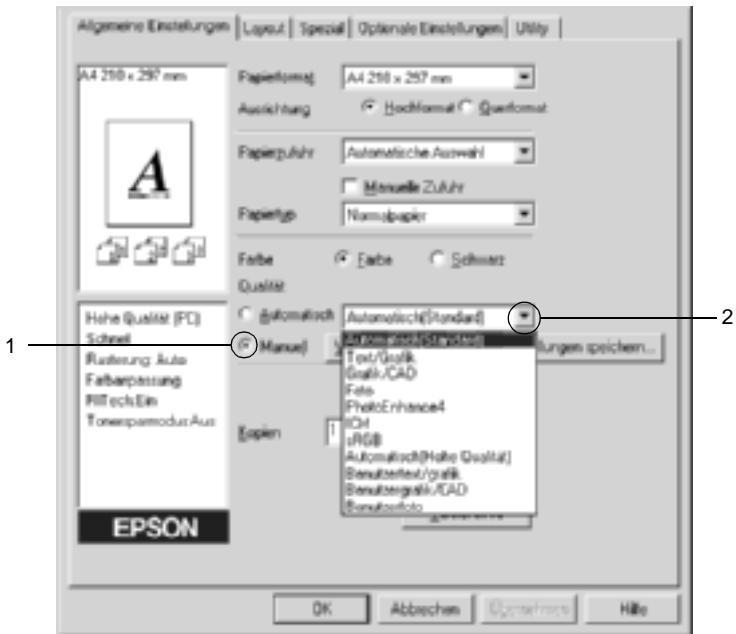 Allgemeine Einstellungen Layout Spezial Optionale Einstellungen Utility
A4 210 x 297 mm
Papierformat A4 210 x 297 mm
Ausrichtung Hochformat Querformat
Papierzufuhr Automatische Auswahl
Manuelle Zufuhr
Papiertyp Normalpapier
Farbe Farbe Schwarz
Qualität
Automatisch Automatisch(Standard)
2
1
Manuell
lungen speichern...
Automatisch(Standard)
Text/Grafik
Grafik/CAD
Foto
PhotoEnhance4
ICM
sRGB
Automatisch(Hohe Qualität)
Benutzertext/grafik
Benutzergrafik/CAD
Benutzerfoto
Kopien 1
Hohe Qualität (PC)
Schnell
Rasterung: Auto
Farbanpassung
RITech:Ein
Tonersparmodus:Aus
EPSON
OK Abbrechen Übernehmen Hilfe